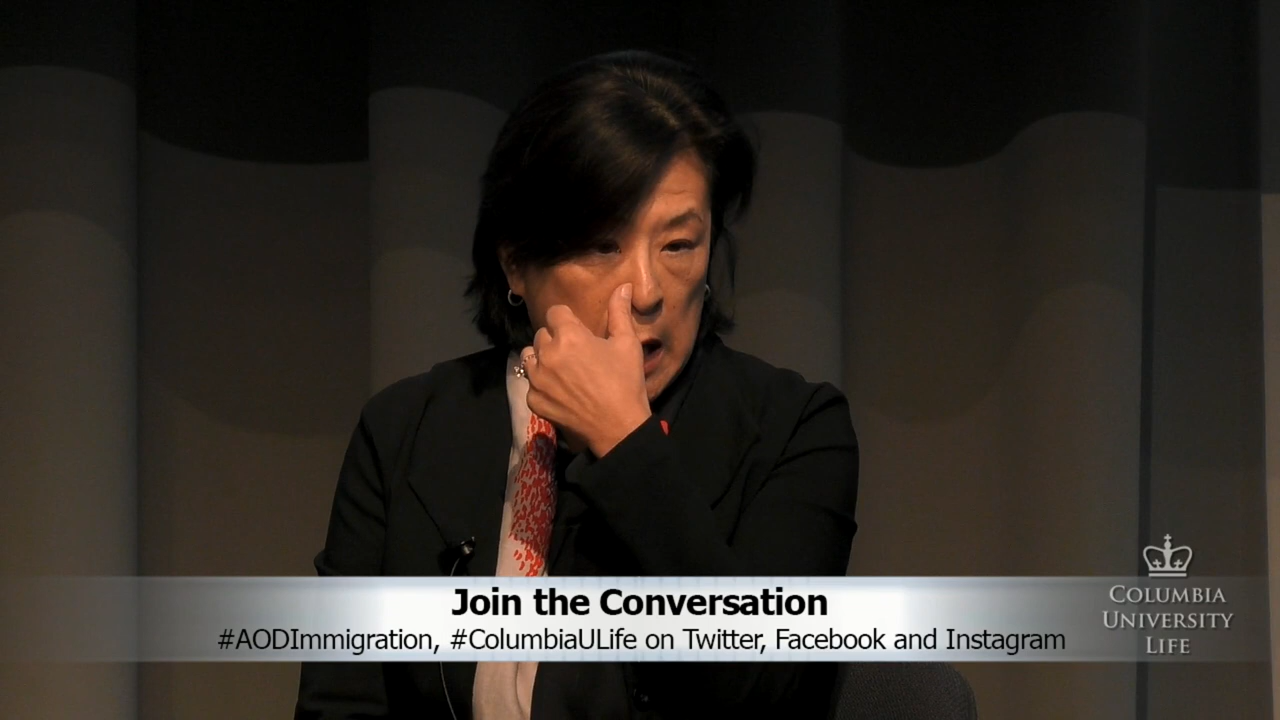 Join the Conversation
#AODImmigration, #ColumbiaULife on Twitter, Facebook and Instagram
COLUMBIA
UNIVERSITY
LIFE